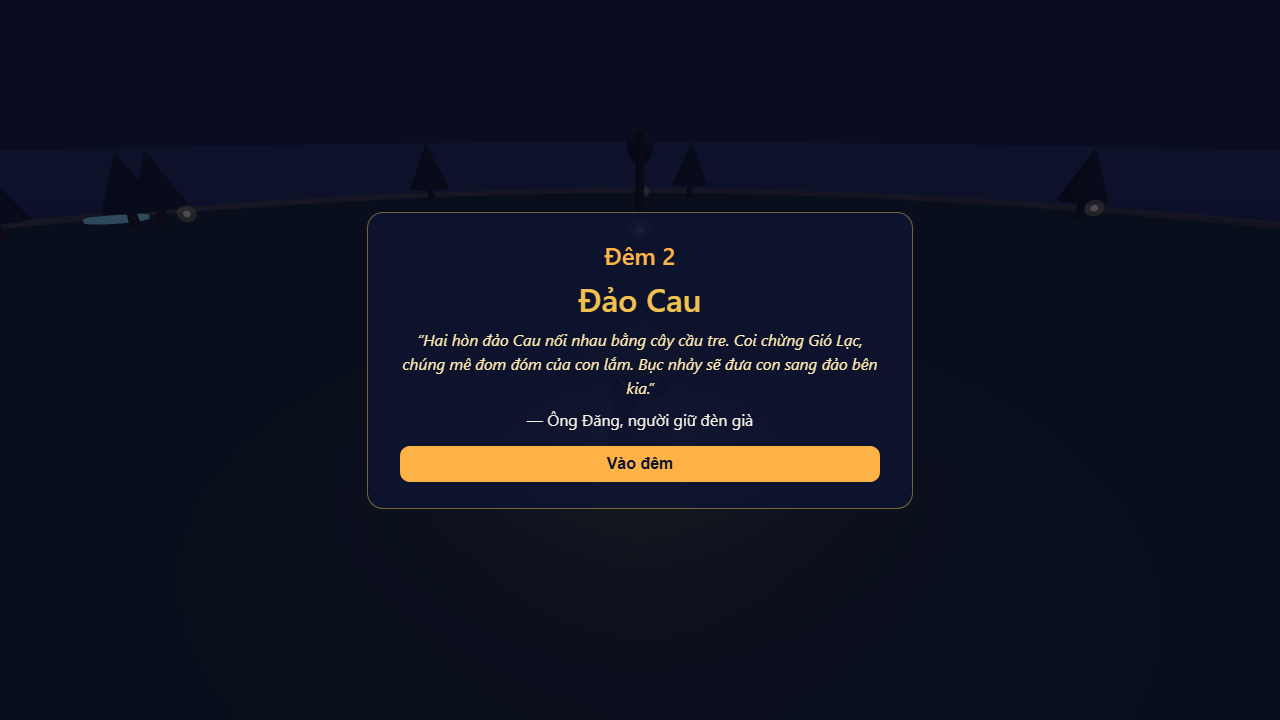 Đêm 2
Đảo Cau
“Hai hòn đảo Cau nối nhau bằng cây cầu tre. Coi chừng Gió Lạc,
chúng mê đom đóm của con lắm. Bục nhảy sẽ đưa con sang đảo bên
kia.”
— Ông Đăng, người giữ đèn già
Vào đêm